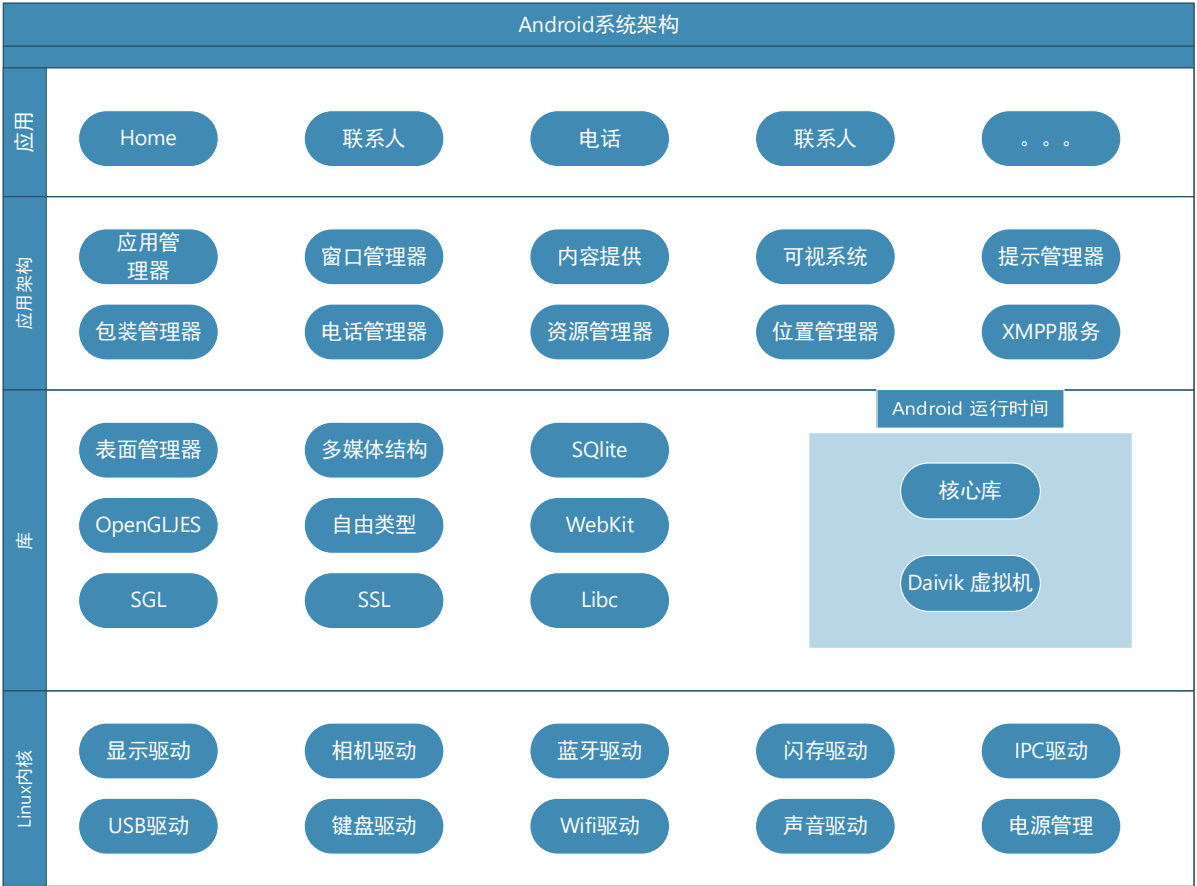 Android系统架构
应用
Home
联系人
电话
联系人
。。。
应用架构
应用管
理器
窗口管理器
内容提供
可视系统
提示管理器
包装管理器
电话管理器
资源管理器
位置管理器
XMPP服务
库
表面管理器
多媒体结构
SQlite
OpenGLJES
自由类型
WebKit
SGL
SSL
Libc
Android 运行时间
核心库
Daivik 虚拟机
Linux内核
显示驱动
相机驱动
蓝牙驱动
闪存驱动
IPC驱动
USB驱动
键盘驱动
Wifi驱动
声音驱动
电源管理